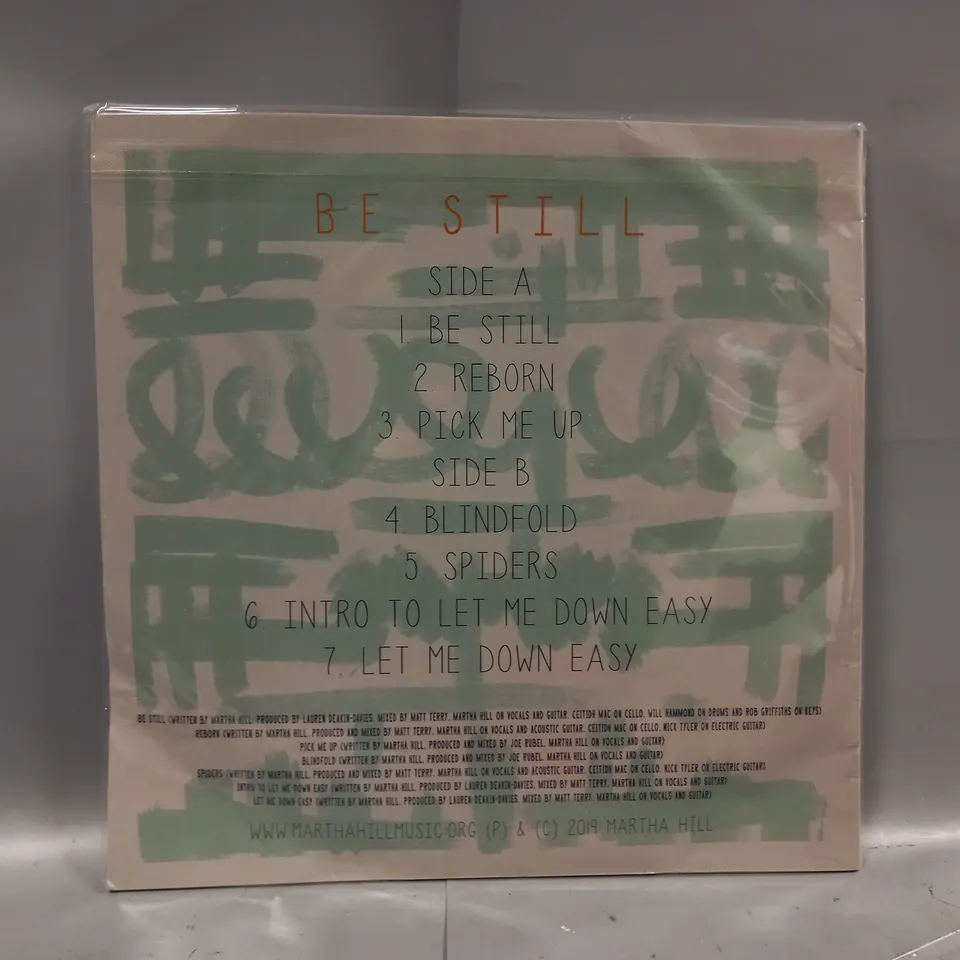 BE STILL
SIDE A
1. BE STILL
2. REBORN
3. PICK ME UP
SIDE B
4. BLINDFOLD
5. SPIDERS
6 INTRO TO LET ME DOWN EASY
7. LET ME DOWN EASY
BE STILL (WRITTEN BY MARTHA HILL. PRODUCED BY LAUREN DEAKIN-DAVIES. MIXED BY MATT TERRY. MARTHA HILL ON VOCALS AND GUITAR. CEITIDH MAC ON CELLO. WILL HAMMOND ON DRUMS AND ROB GRIFFITHS ON KEYS)
REBORN (WRITTEN BY MARTHA HILL. PRODUCED AND MIXED BY MATT TERRY. MARTHA HILL ON VOCALS AND ACOUSTIC GUITAR. CEITIDH MAC ON CELLO. NICK TYLER ON ELECTRIC GUITAR)
PICK ME UP (WRITTEN BY MARTHA HILL. PRODUCED AND MIXED BY JOE RUBEL. MARTHA HILL ON VOCALS AND GUITAR)
BLINDFOLD (WRITTEN BY MARTHA HILL. PRODUCED AND MIXED BY JOE RUBEL. MARTHA HILL ON VOCALS AND GUITAR)
SPIDERS (WRITTEN BY MARTHA HILL. PRODUCED AND MIXED BY MATT TERRY. MARTHA HILL ON VOCALS AND ACOUSTIC GUITAR. CEITIDH MAC ON CELLO. NICK TYLER ON ELECTRIC GUITAR)
INTRO TO LET ME DOWN EASY (WRITTEN BY MARTHA HILL. PRODUCED BY LAUREN DEAKIN-DAVIES. MIXED BY MATT TERRY. MARTHA HILL ON VOCALS AND GUITAR)
LET ME DOWN EASY (WRITTEN BY MARTHA HILL. PRODUCED BY LAUREN DEAKIN-DAVIES. MIXED BY MATT TERRY. MARTHA HILL ON VOCALS AND GUITAR)
WWW.MARTHAHILLMUSIC.ORG (P) & (C) 2019 MARTHA HILL